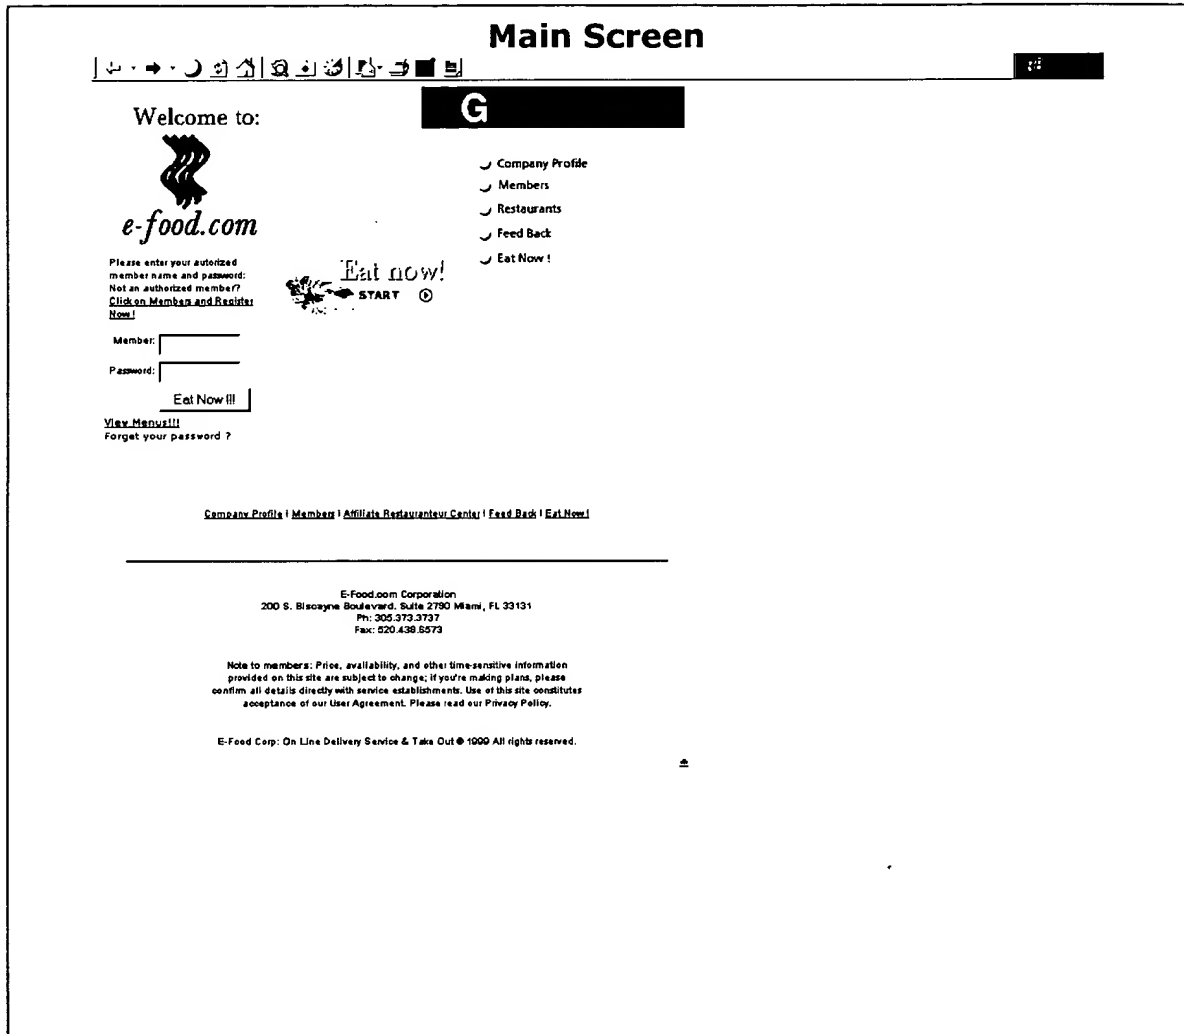 Main Screen
G
Welcome to:
e-food.com
Company Profile
Members
Restaurants
Feed Back
Eat Now !
Please enter your autorized
member name and password:
Not an authorized member?
Click on Members and Register
Now!
Eat now!
START
Member:
Password:
Eat Now !!!
View Menus!!!
Forget your password ?
Company Profile | Members | Affiliate Restauranteur Center | Feed Back | Eat Now!
E-Food.com Corporation
200 S. Biscayne Boulevard. Suite 2790 Miami, FL 33131
Ph: 305.373.3737
Fax: 520.438.6573
Note to members: Price, availability, and other time-sensitive information
provided on this site are subject to change; if you're making plans, please
confirm all details directly with service establishments. Use of this site constitutes
acceptance of our User Agreement. Please read our Privacy Policy.
E-Food Corp: On Line Delivery Service & Take Out © 1999 All rights reserved.